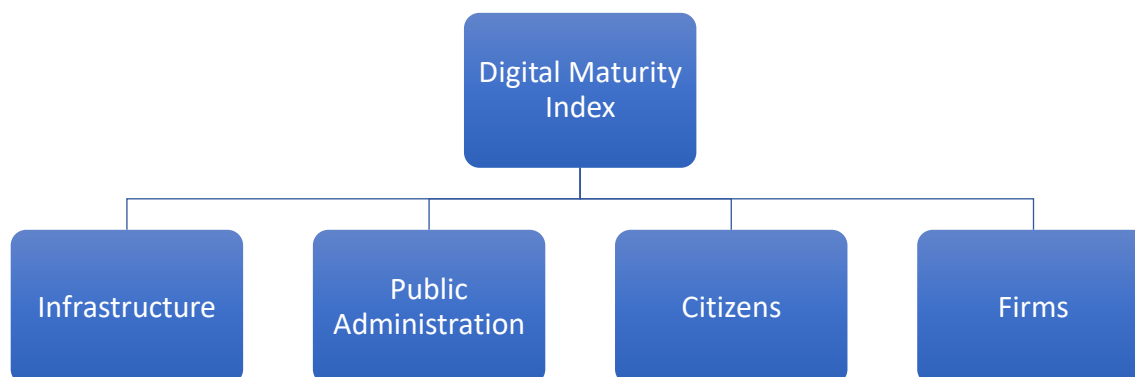 Digital Maturity
Index
Infrastructure
Public
Administration
Citizens
Firms